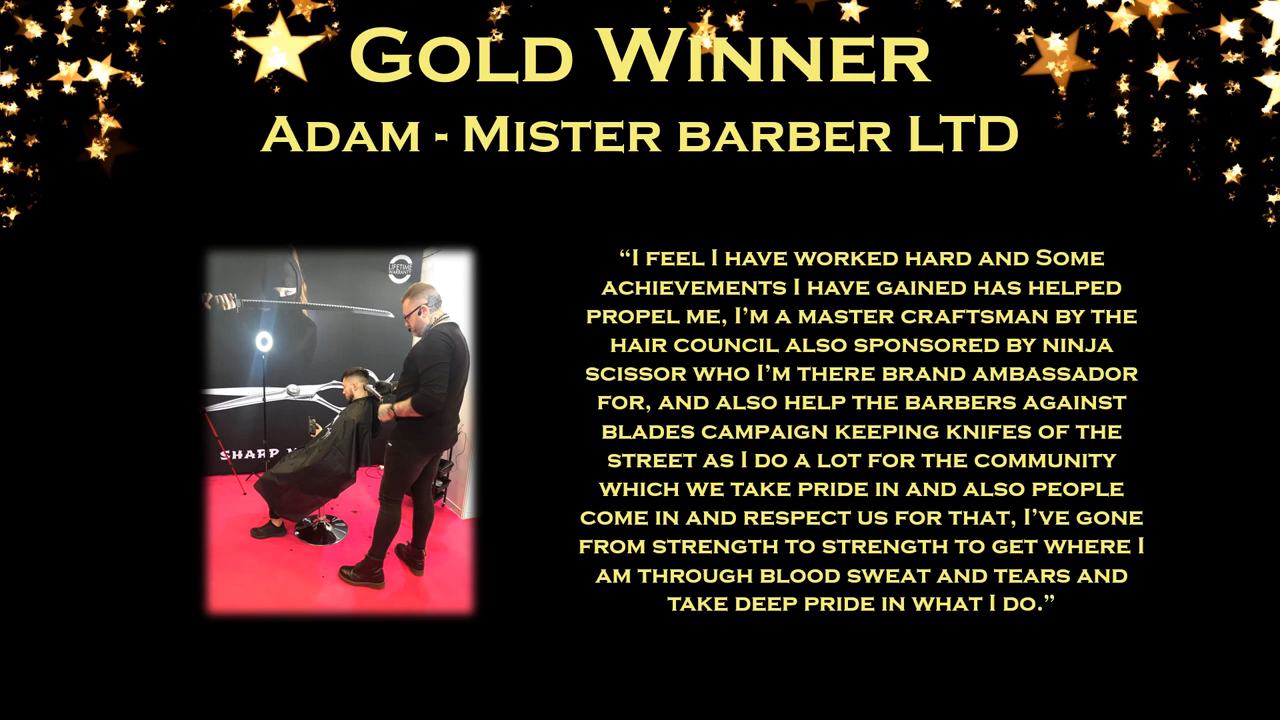 Gold Winner
Adam - Mister barber LTD
LIFETIME
WARRANTY
SHARP
“I feel I have worked hard and Some
achievements I have gained has helped
propel me, I’m a master craftsman by the
hair council also sponsored by ninja
scissor who I’m there brand ambassador
for, and also help the barbers against
blades campaign keeping knifes of the
street as I do a lot for the community
which we take pride in and also people
come in and respect us for that, I’ve gone
from strength to strength to get where I
am through blood sweat and tears and
take deep pride in what I do.”